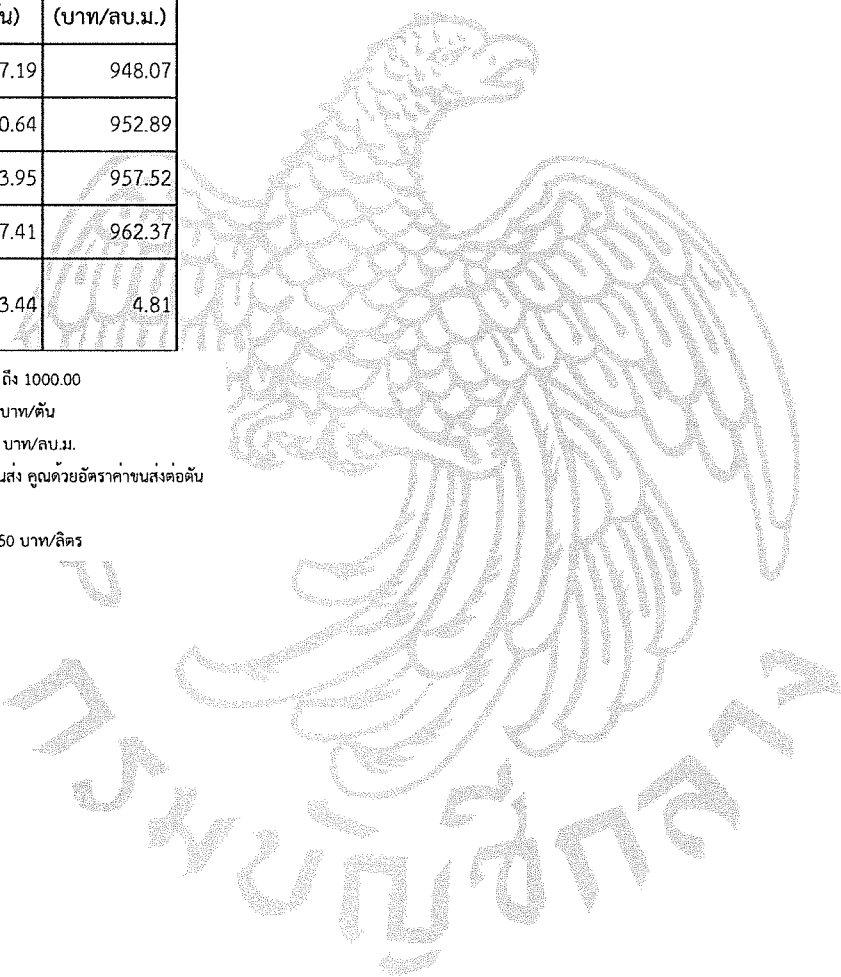 (บาท/ลบ.ม.)
7.19 948.07
0.64 952.89
3.95 957.52
7.41 962.37
3.44 4.81
ถึง 1000.00
บาท/ตัน
บาท/ลบ.ม.
นส่ง คูณด้วยอัตราค่าขนส่งต่อตัน
50 บาท/ลิตร
กรมบัญชีกลาง